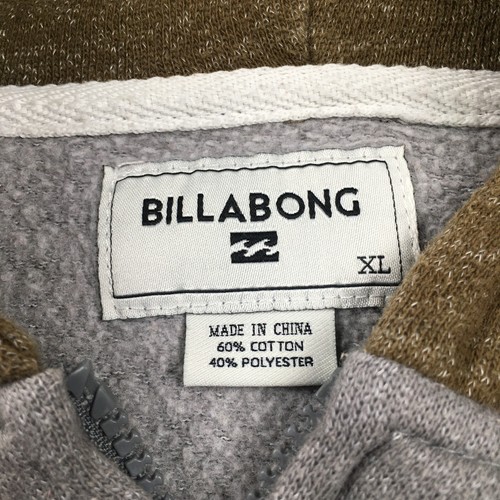 BILLABONG
XL
MADE IN CHINA
60% COTTON
40% POLYESTER